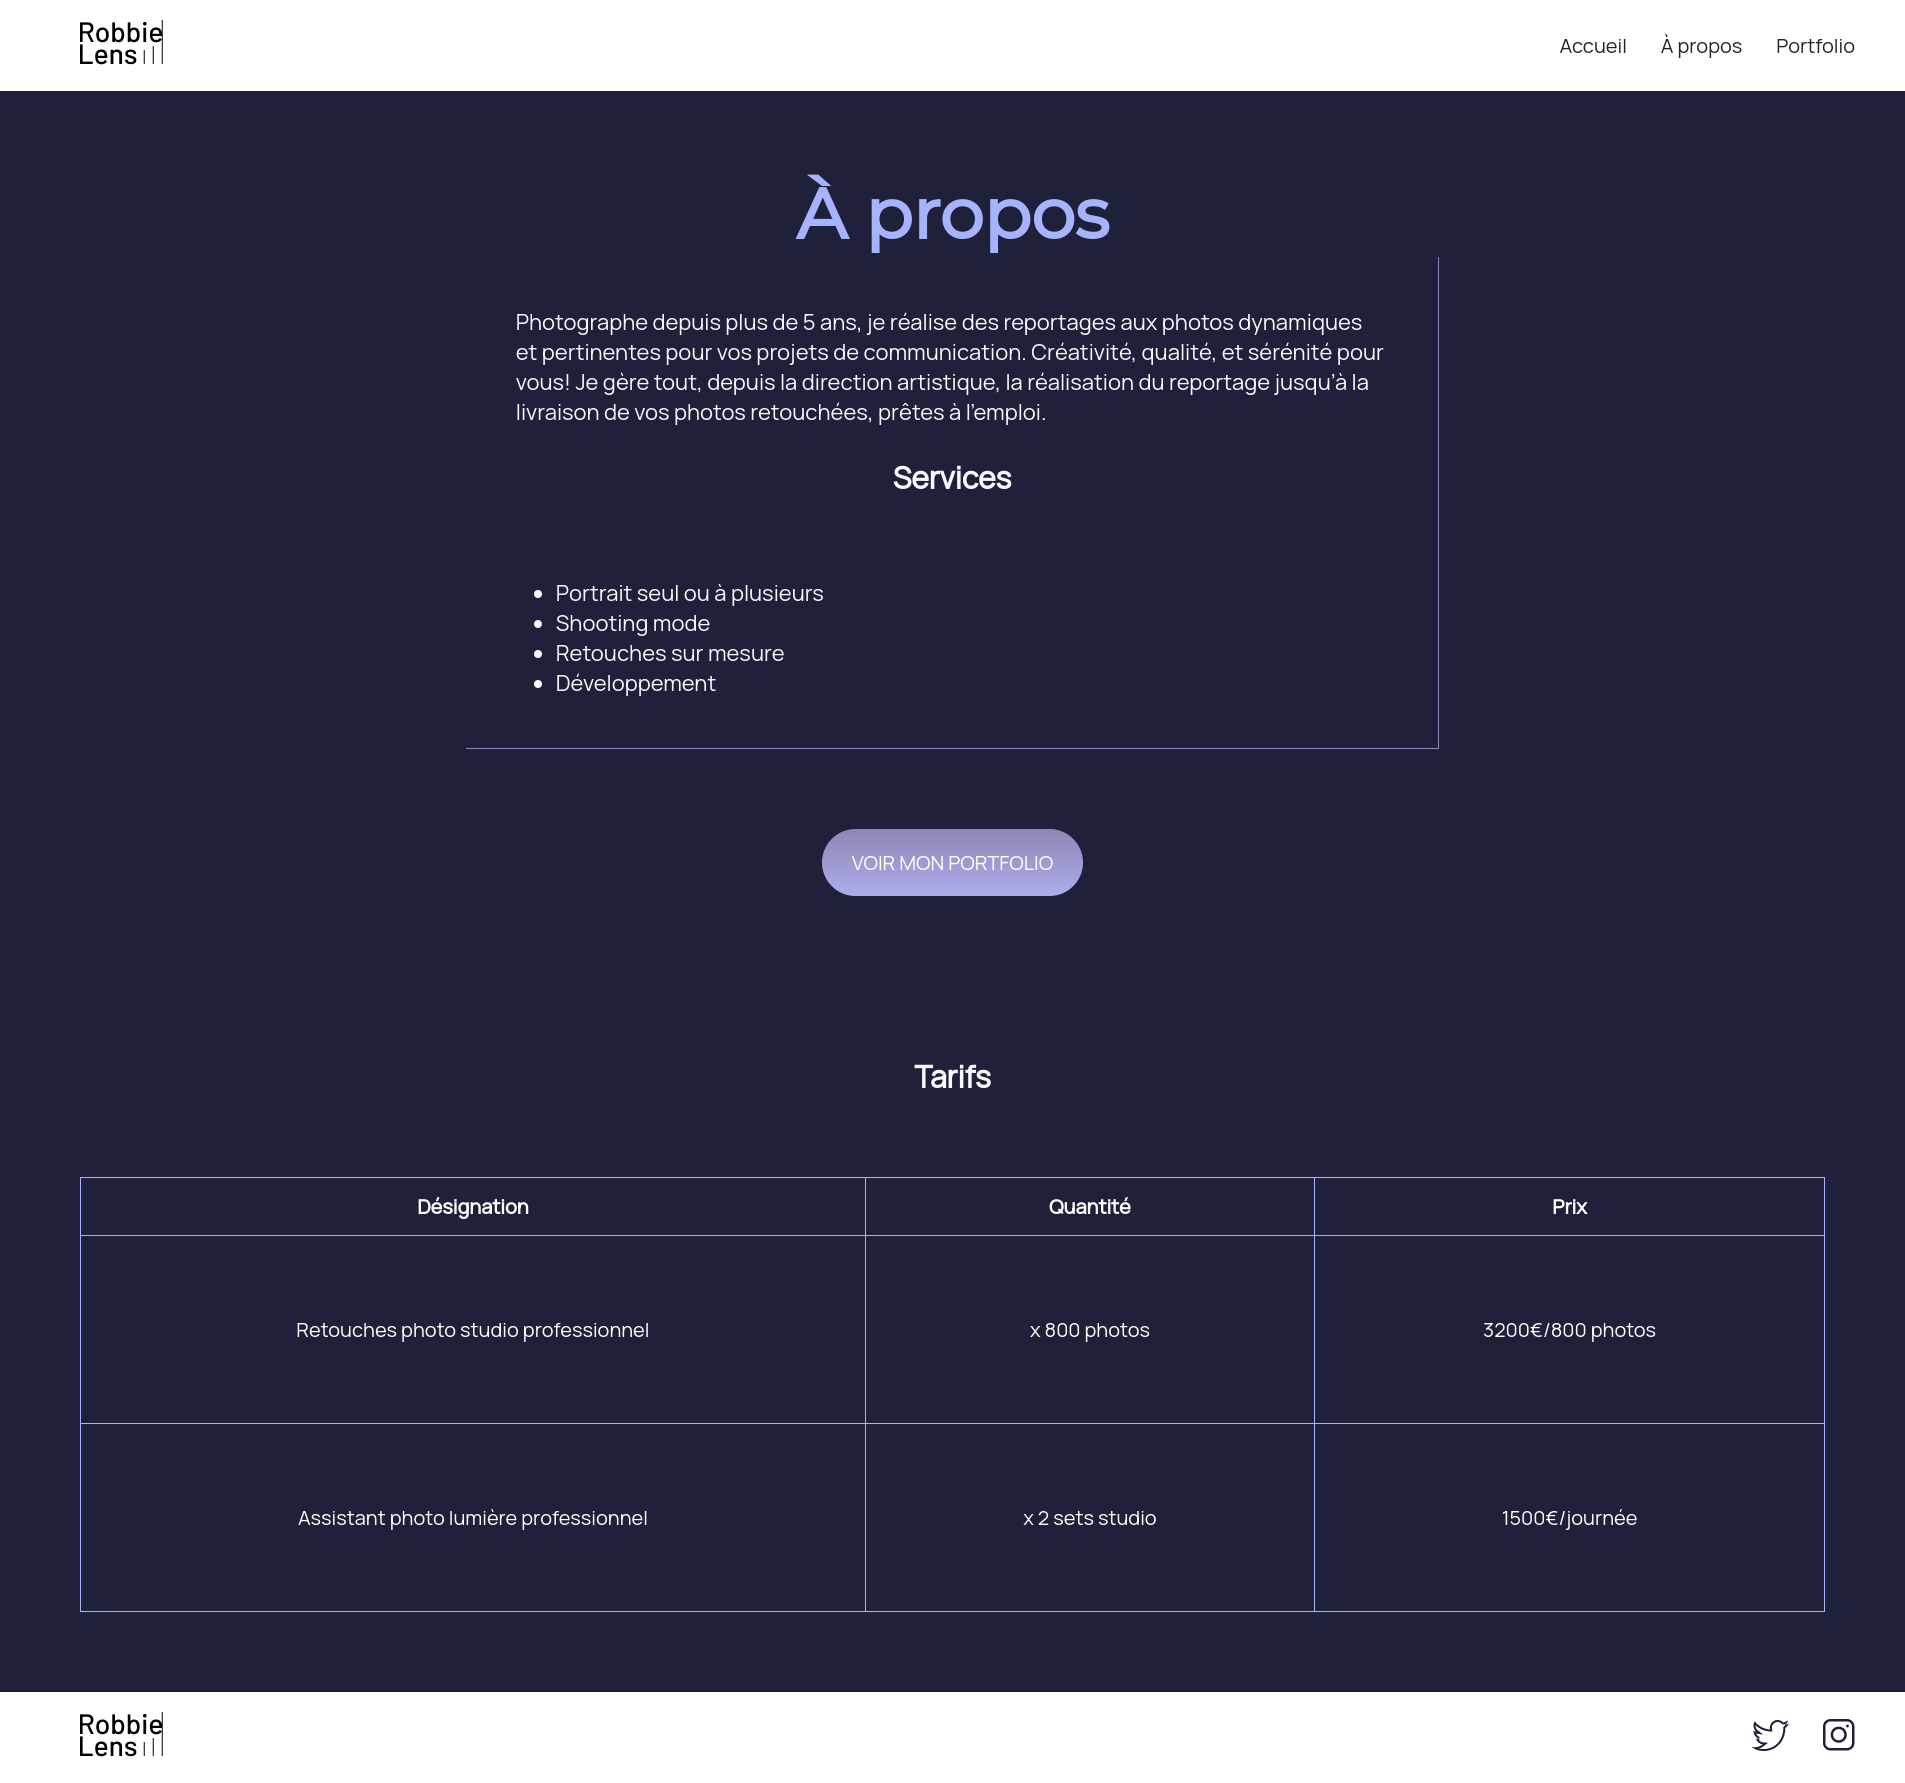 Robbie
Lens
Accueil À propos Portfolio
À propos
Photographe depuis plus de 5 ans, je réalise des reportages aux photos dynamiques
et pertinentes pour vos projets de communication. Créativité, qualité, et sérénité pour
vous! Je gère tout, depuis la direction artistique, la réalisation du reportage jusqu’à la
livraison de vos photos retouchées, prêtes à l’emploi.
Services
• Portrait seul ou à plusieurs
• Shooting mode
• Retouches sur mesure
• Développement
VOIR MON PORTFOLIO
Tarifs
Désignation Quantité Prix
Retouches photo studio professionnel x 800 photos 3200€/800 photos
Assistant photo lumière professionnel x 2 sets studio 1500€/journée
Robbie
Lens